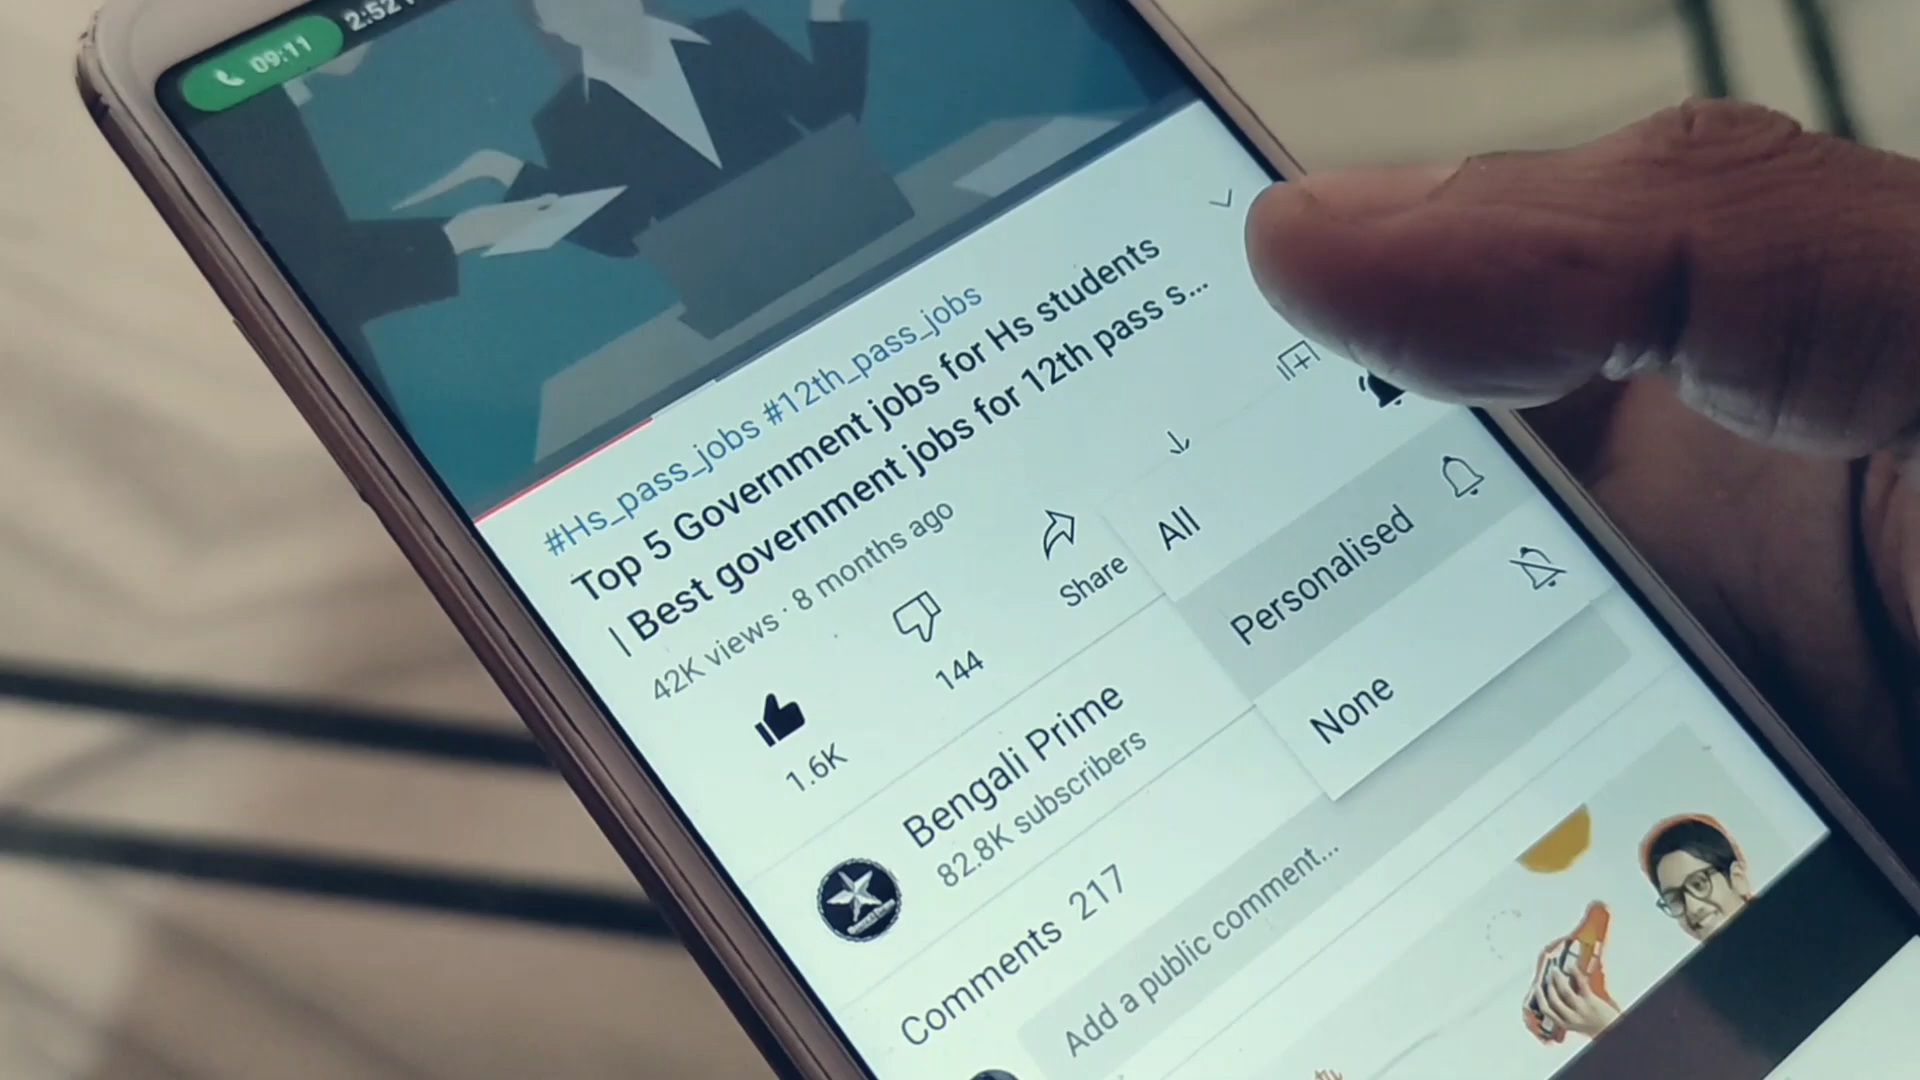 09:11 2:52
#Hs_pass_jobs #12th_pass_jobs
Top 5 Government jobs for Hs students
| Best government jobs for 12th pass s...
42K views · 8 months ago
1.6K
144
Share
All
Personalised
None
Bengali Prime
82.8K subscribers
Comments 217
Add a public comment...